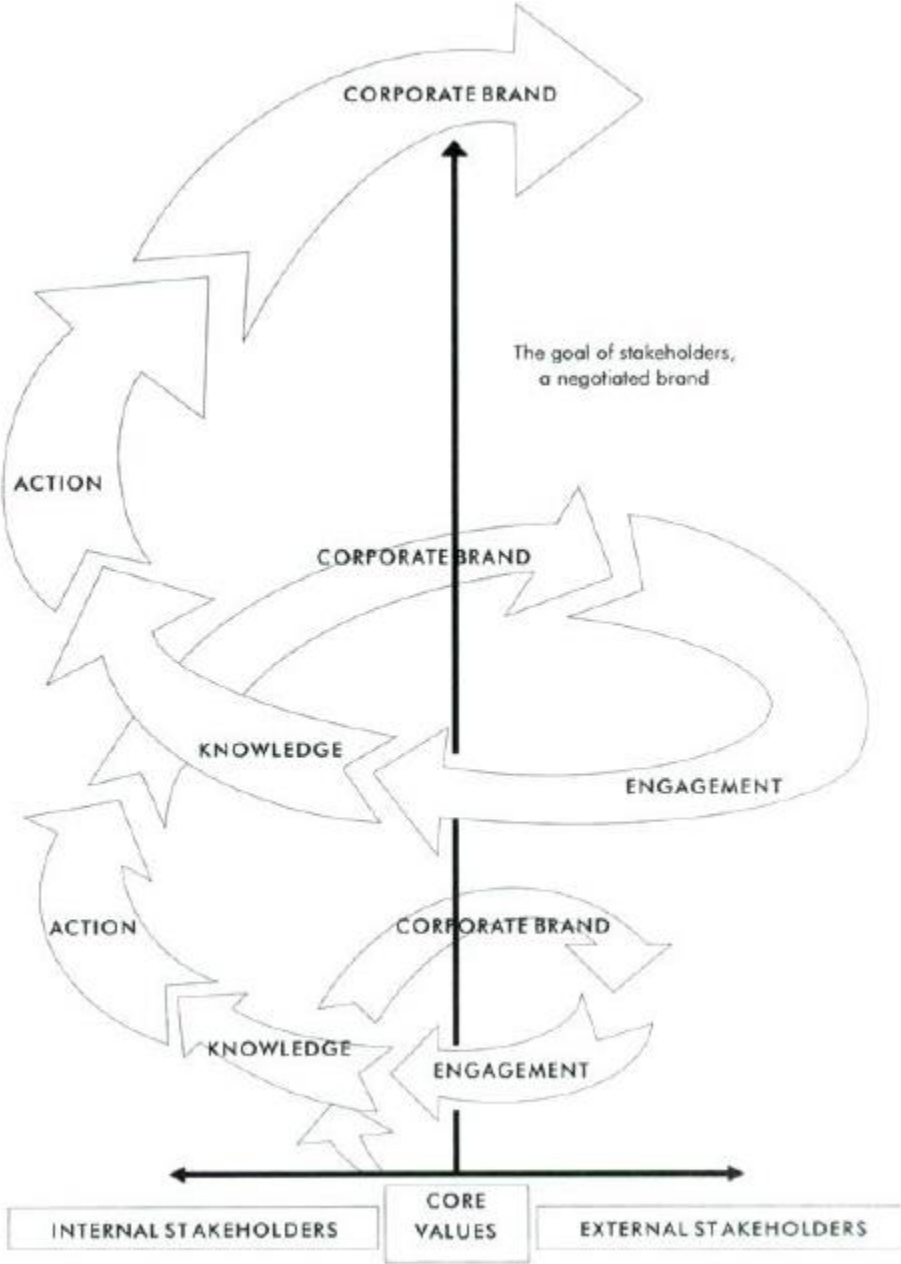 CORPORATE BRAND
The goal of stakeholders,
a negotiated brand
ACTION
CORPORATE BRAND
KNOWLEDGE
ENGAGEMENT
ACTION
CORPORATE BRAND
KNOWLEDGE
ENGAGEMENT
CORE
VALUES
INTERNAL STAKEHOLDERS
EXTERNAL STAKEHOLDERS